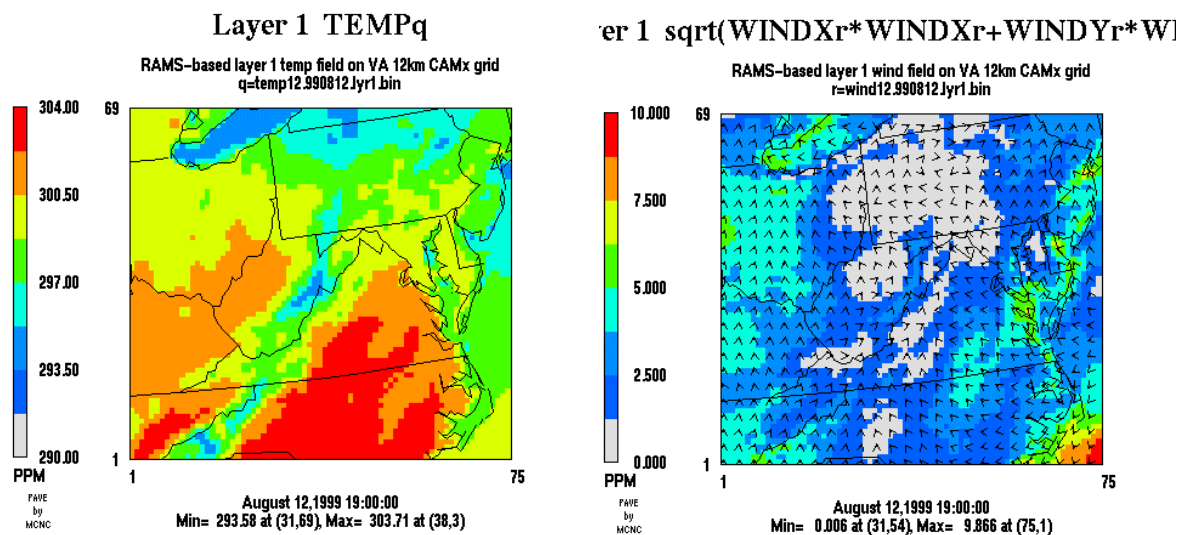 Layer 1 TEMPq
RAMS-based layer 1 temp field on VA 12km CAMx grid
q=temp12.990812.lyr1.bin
304.00
300.50
297.00
293.50
290.00
PPM
PAVE
by
MCNC
69
1
1
75
August 12,1999 19:00:00
Min= 293.58 at (31,69), Max= 303.71 at (38,3)
er 1 sqrt(WINDXr*WINDXr+WINDYr*WI
RAMS-based layer 1 wind field on VA 12km CAMx grid
r=wind12.990812.lyr1.bin
10.000
7.500
5.000
2.500
0.000
PPM
PAVE
by
MCNC
69
1
1
75
August 12,1999 19:00:00
Min= 0.006 at (31,54), Max= 9.866 at (75,1)